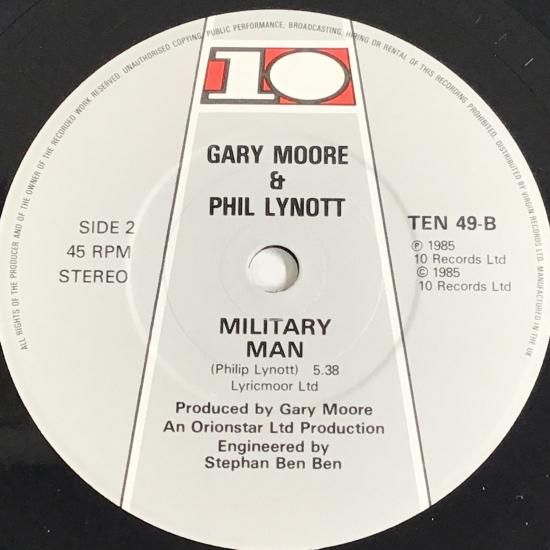 ALL RIGHTS OF THE PRODUCER AND OF THE OWNER OF THE RECORDED WORK RESERVED. UNAUTHORISED COPYING, PUBLIC PERFORMANCE, BROADCASTING, HIRING OR RENTAL OF THIS RECORDING PROHIBITED. DISTRIBUTED BY VIRGIN RECORDS LTD. MANUFACTURED IN THE UK
10
GARY MOORE
&
PHIL LYNOTT
SIDE 2
45 RPM
STEREO
TEN 49-B
℗ 1985
10 Records Ltd
© 1985
10 Records Ltd
MILITARY
MAN
(Philip Lynott) 5.38
Lyricmoor Ltd
Produced by Gary Moore
An Orionstar Ltd Production
Engineered by
Stephan Ben Ben